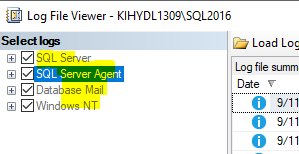 Log File Viewer - KIHYDL1309\SQL2016
Select logs
SQL Server
SQL Server Agent
Database Mail
Windows NT
Load Log
Log file summ
Date
9/11
9/11
9/11
9/11